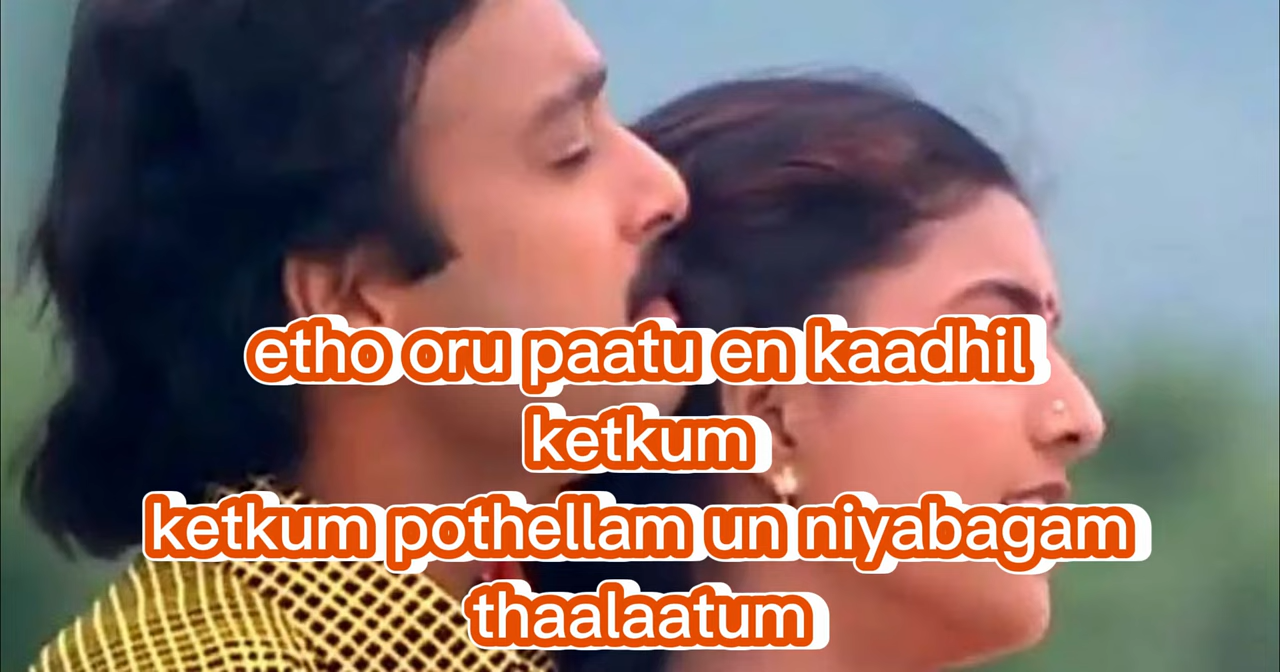 etho oru paatu en kaadhil
ketkum
ketkum pothellam un niyabagam
thaalaatum